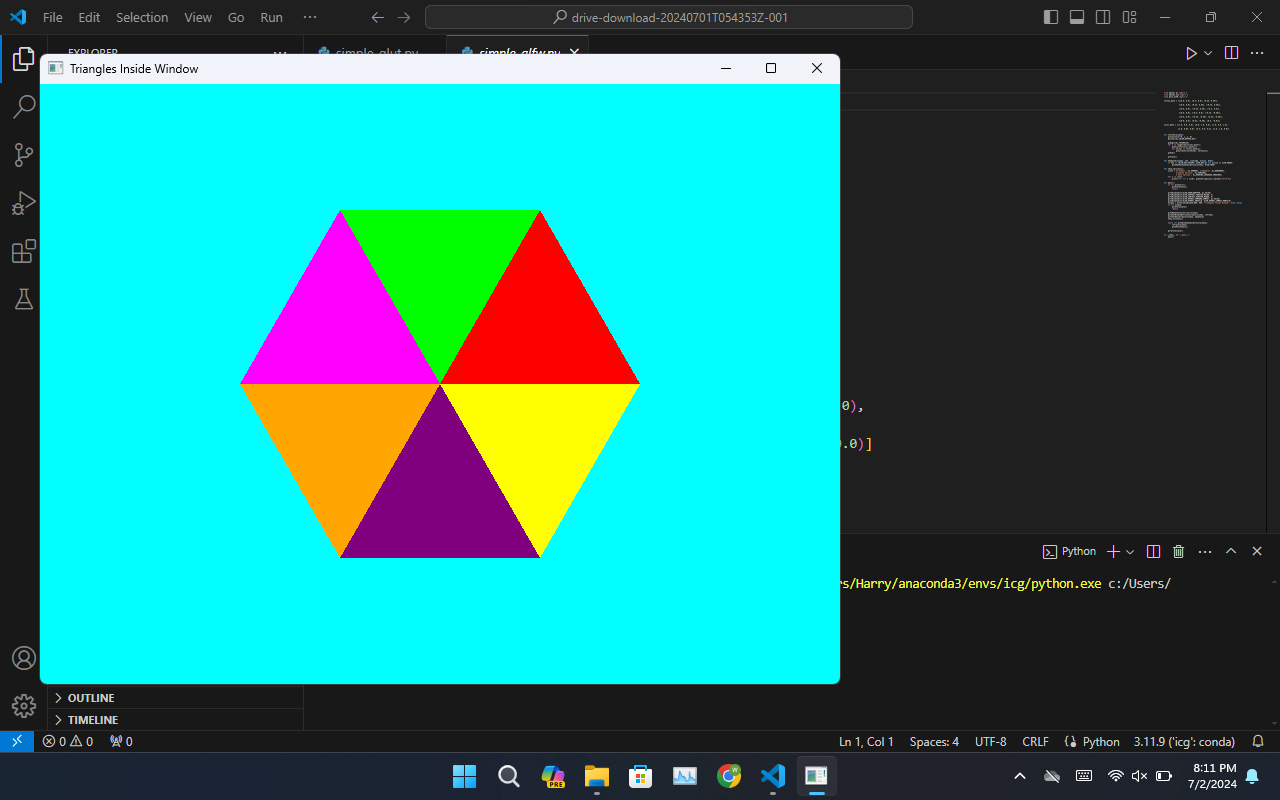 File Edit Selection View Go Run ···
drive-download-20240701T054353Z-001
EXPLORER
simple_glut.py
simple_glfw.py
Triangles Inside Window
0),
.0)]
Python
rs/Harry/anaconda3/envs/icg/python.exe c:/Users/
OUTLINE
TIMELINE
0 0 0
Ln 1, Col 1 Spaces: 4 UTF-8 CRLF Python 3.11.9 ('icg': conda)
PRE
W
8:11 PM
7/2/2024